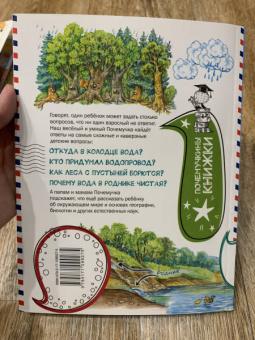 Говорят, один ребёнок может задать столько
вопросов, что ни один взрослый не ответит.
Наш весёлый и умный Почемучка найдёт
ответы на самые сложные и каверзные
детские вопросы:
ОТКУДА В КОЛОДЦЕ ВОДА?
КТО ПРИДУМАЛ ВОДОПРОВОД?
КАК ЛЕСА С ПУСТЫНЕЙ БОРЮТСЯ?
ПОЧЕМУ ВОДА В РОДНИКЕ ЧИСТАЯ?
А папам и мамам Почемучка
подскажет, что ещё рассказать ребёнку
об окружающем мире и основах географии,
биологии и других естественных наук.
ПОЧЕМУЧКИНЫ
КНИЖКИ
Родник